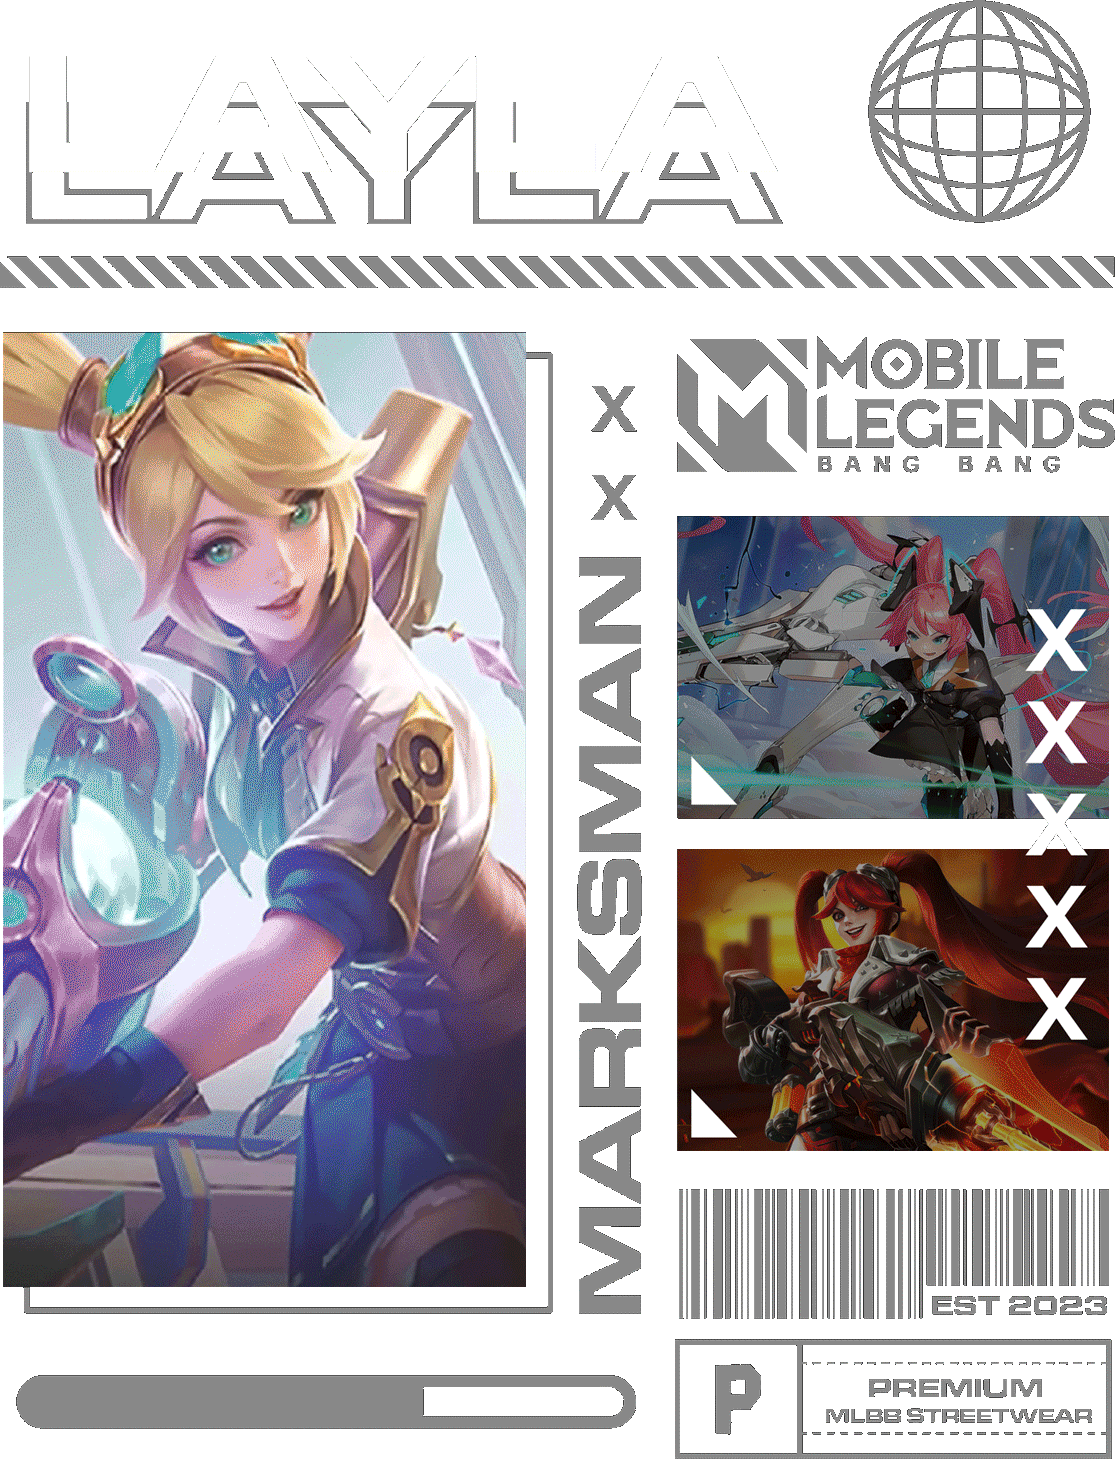 LAYLA
MOBILE
LEGENDS
BANG BANG
X X
MARKSMAN
X
X
X
X
X
EST 2023
P
PREMIUM
MLBB STREETWEAR